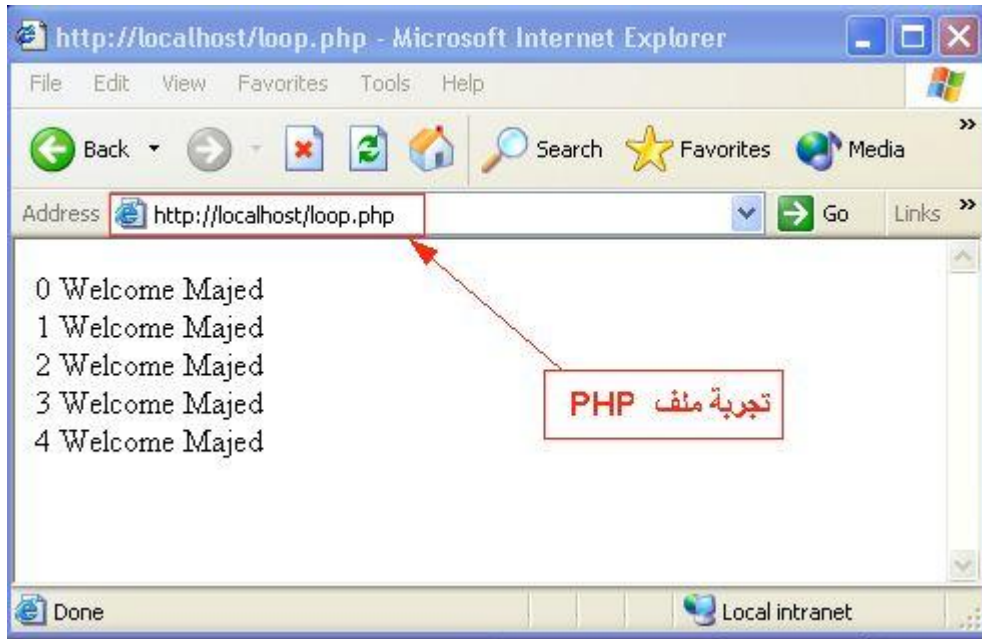 http://localhost/loop.php - Microsoft Internet Explorer
File Edit View Favorites Tools Help
Back Search Favorites Media »
Address http://localhost/loop.php Go Links »
0 Welcome Majed
1 Welcome Majed
2 Welcome Majed
3 Welcome Majed
4 Welcome Majed
تجربة ملف PHP
Done Local intranet